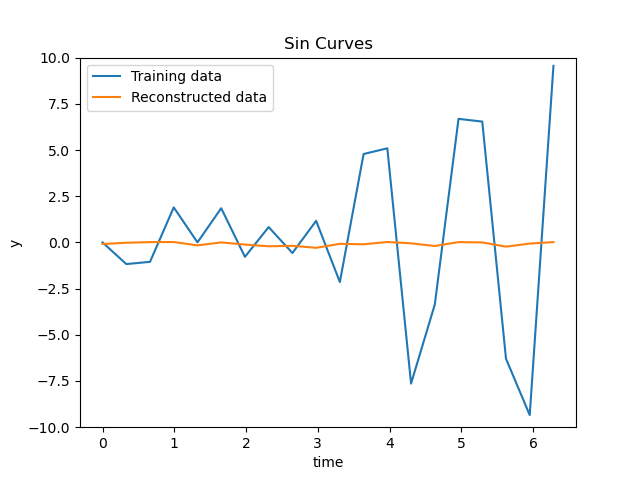 Sin Curves
Training data
Reconstructed data
10.0
7.5
5.0
2.5
0.0
−2.5
−5.0
−7.5
−10.0
y
0 1 2 3 4 5 6
time